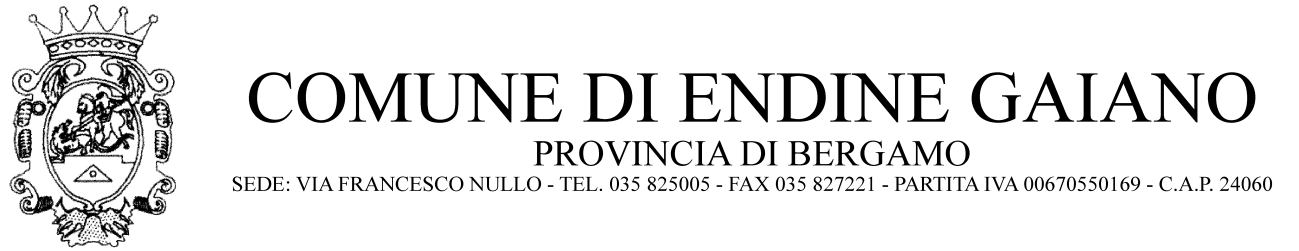 COMUNE DI ENDINE GAIANO
PROVINCIA DI BERGAMO
SEDE: VIA FRANCESCO NULLO - TEL. 035 825005 - FAX 035 827221 - PARTITA IVA 00670550169 - C.A.P. 24060